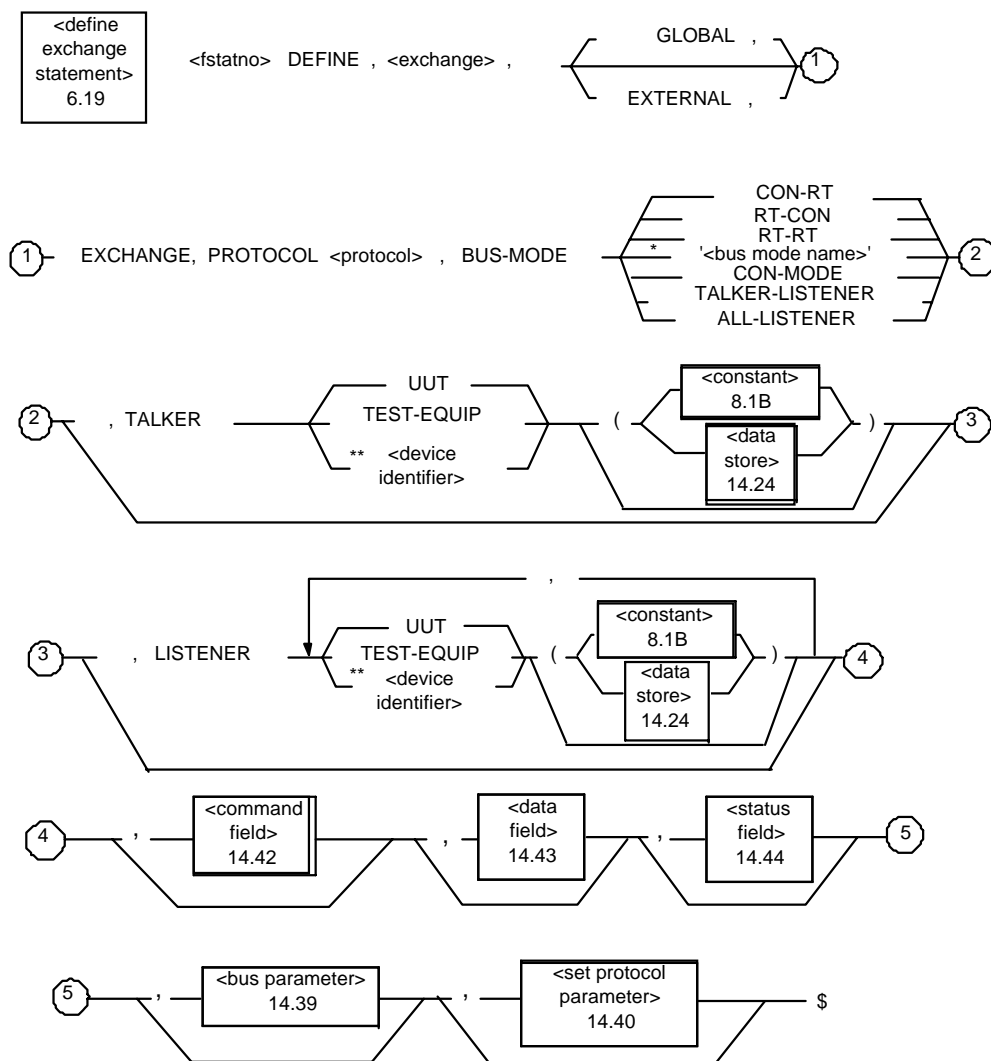 <define
exchange
statement>
6.19
<fstatno> DEFINE , <exchange> ,
GLOBAL ,
EXTERNAL ,
1
1
EXCHANGE, PROTOCOL <protocol> , BUS-MODE
CON-RT
RT-CON
RT-RT
* '<bus mode name>'
CON-MODE
TALKER-LISTENER
ALL-LISTENER
2
2
, TALKER
UUT
TEST-EQUIP
** <device
identifier>
(
<constant>
8.1B
<data
store>
14.24
)
3
,
3
, LISTENER
UUT
TEST-EQUIP
** <device
identifier>
(
<constant>
8.1B
<data
store>
14.24
)
4
4
,
<command
field>
14.42
,
<data
field>
14.43
,
<status
field>
14.44
5
5
,
<bus parameter>
14.39
,
<set protocol
parameter>
14.40
$